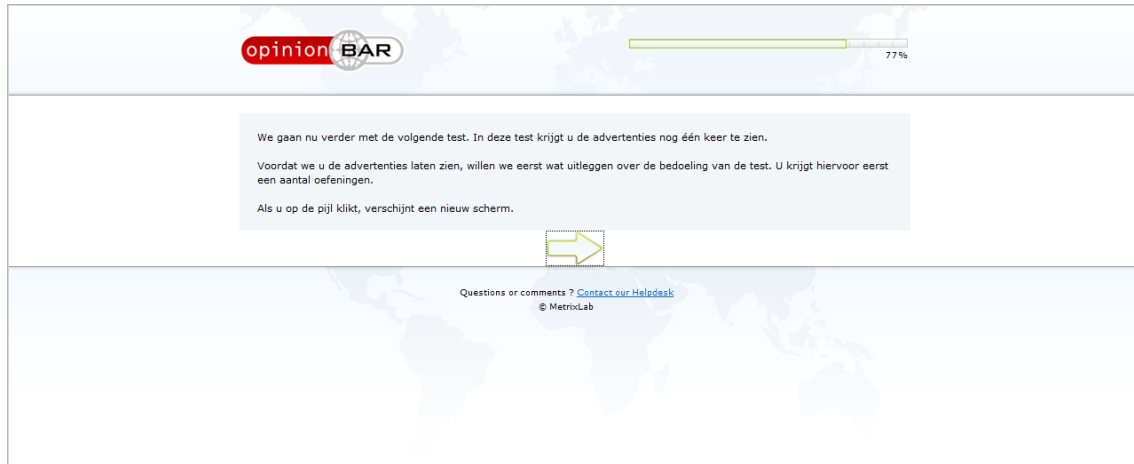 opinion BAR
77%
We gaan nu verder met de volgende test. In deze test krijgt u de advertenties nog één keer te zien.
Voordat we u de advertenties laten zien, willen we eerst wat uitleggen over de bedoeling van de test. U krijgt hiervoor eerst
een aantal oefeningen.
Als u op de pijl klikt, verschijnt een nieuw scherm.
Questions or comments ? Contact our Helpdesk
© MetrixLab